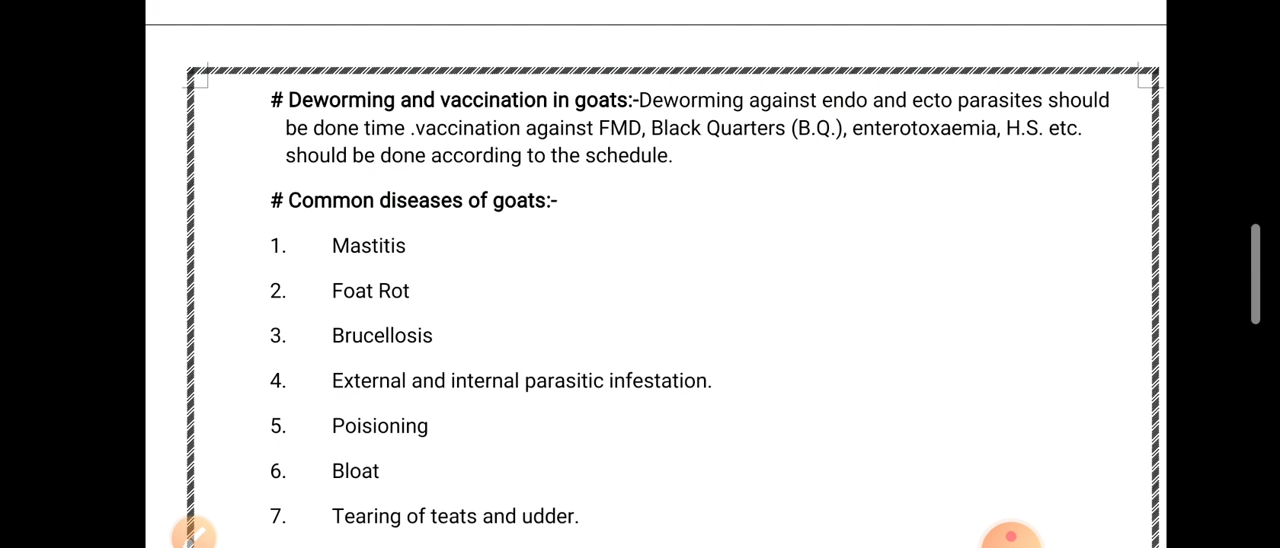 # Deworming and vaccination in goats:-Deworming against endo and ecto parasites should
be done time .vaccination against FMD, Black Quarters (B.Q.), enterotoxaemia, H.S. etc.
should be done according to the schedule.
# Common diseases of goats:-
1. Mastitis
2. Foat Rot
3. Brucellosis
4. External and internal parasitic infestation.
5. Poisioning
6. Bloat
7. Tearing of teats and udder.